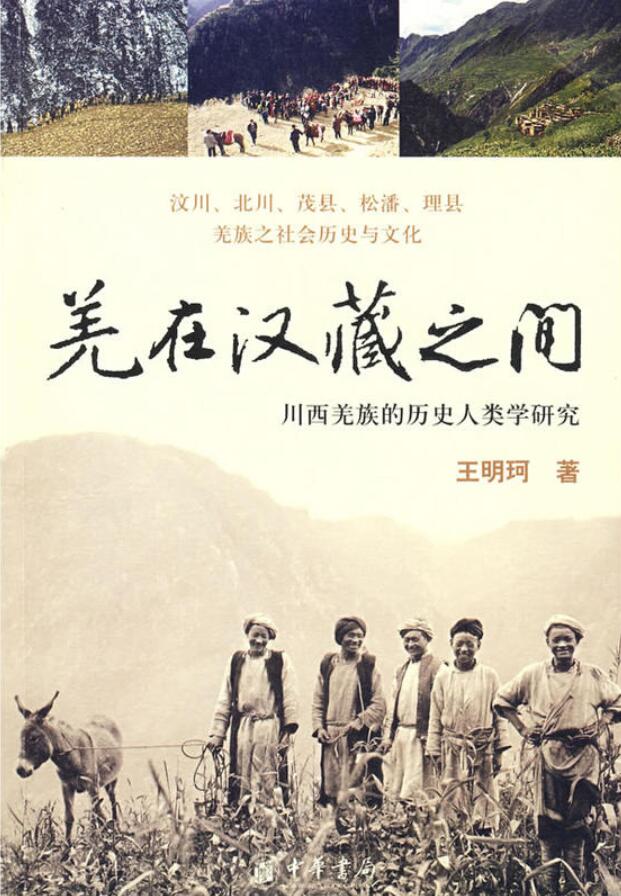 汶川、北川、茂县、松潘、理县
羌族之社会历史与文化
羌在汉藏之间
川西羌族的历史人类学研究
王明珂 著
中华书局